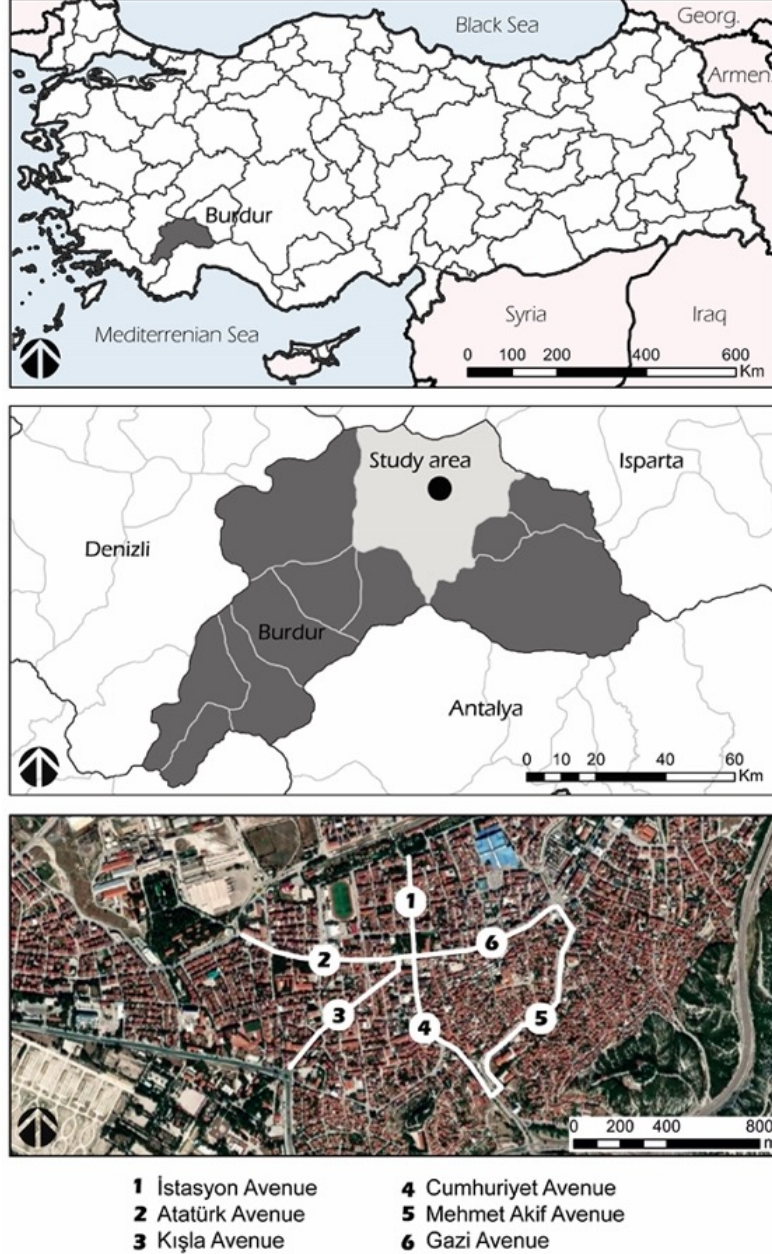 Black Sea
Georg.
Armen.
Burdur
Mediterrenian Sea
Syria
Iraq
0 100 200 400 600
Km
Study area
Isparta
Denizli
Burdur
Antalya
0 10 20 40 60
Km
1
2
6
3
4
5
0 200 400 800
m
1 İstasyon Avenue
2 Atatürk Avenue
3 Kışla Avenue
4 Cumhuriyet Avenue
5 Mehmet Akif Avenue
6 Gazi Avenue